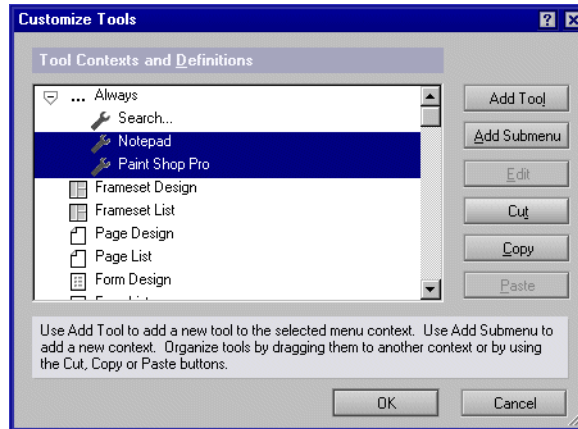 Customize Tools
Tool Contexts and Definitions
... Always
Search...
Notepad
Paint Shop Pro
Frameset Design
Frameset List
Page Design
Page List
Form Design
Add Tool
Add Submenu
Edit
Cut
Copy
Paste
Use Add Tool to add a new tool to the selected menu context. Use Add Submenu to
add a new context. Organize tools by dragging them to another context or by using
the Cut, Copy or Paste buttons.
OK
Cancel